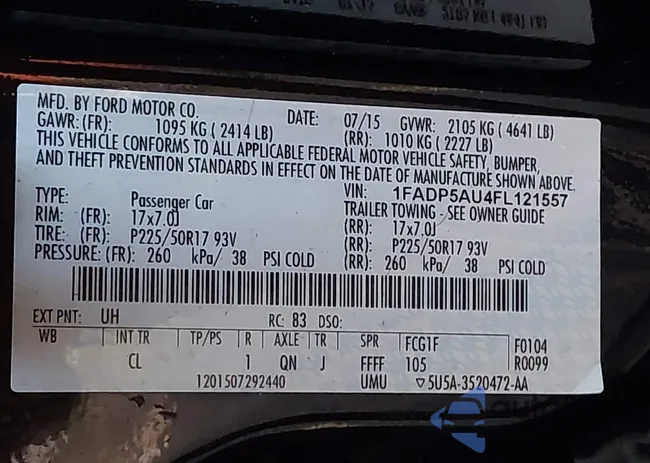 MFD. BY FORD MOTOR CO.
DATE: 07/15 GVWR: 2105 KG ( 4641 LB)
GAWR:(FR): 1095 KG ( 2414 LB) (RR): 1010 KG ( 2227 LB)
THIS VEHICLE CONFORMS TO ALL APPLICABLE FEDERAL MOTOR VEHICLE SAFETY, BUMPER,
AND THEFT PREVENTION STANDARDS IN EFFECT ON THE DATE OF MANUFACTURE SHOWN ABOVE.
VIN: 1FADP5AU4FL121557
TYPE: Passenger Car TRAILER TOWING - SEE OWNER GUIDE
RIM: (FR): 17x7.0J (RR): 17x7.0J
TIRE: (FR): P225/50R17 93V (RR): P225/50R17 93V
PRESSURE: (FR): 260 kPa/ 38 PSI COLD (RR): 260 kPa/ 38 PSI COLD
EXT PNT: UH RC: 83 DSO:
WB INT TR TP/PS R AXLE TR SPR FCG1F F0104
CL 1 QN J FFFF 105 R0099
1201507292440 UMU ▽5U5A-3520472-AA